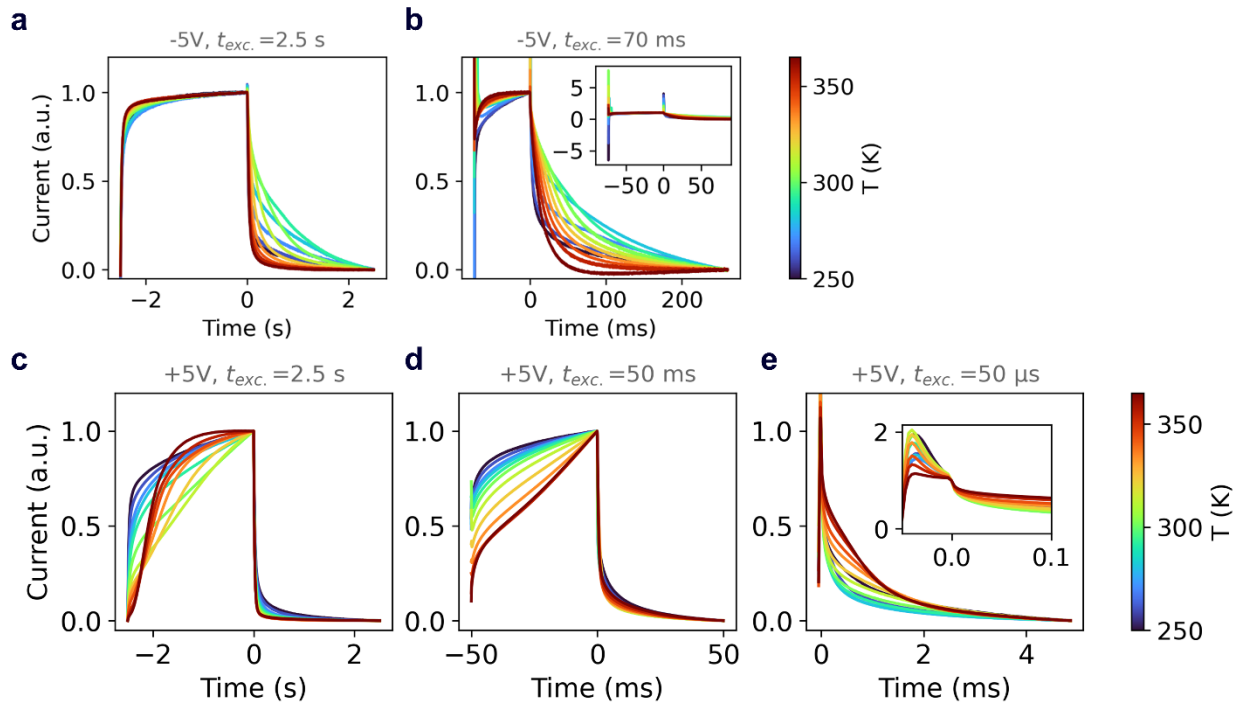 a
-5V, t_exc. =2.5 s
Current (a.u.)
1.0
0.5
0.0
−2
0
2
Time (s)
b
-5V, t_exc. =70 ms
1.0
0.5
0.0
0
100
200
Time (ms)
5
0
−5
−50
0
50
350
300
250
T (K)
c
+5V, t_exc. =2.5 s
Current (a.u.)
1.0
0.5
0.0
−2
0
2
Time (s)
d
+5V, t_exc. =50 ms
1.0
0.5
0.0
−50
0
50
Time (ms)
e
+5V, t_exc. =50 μs
1.0
0.5
0.0
0
2
4
Time (ms)
2
0
0.0
0.1
350
300
250
T (K)